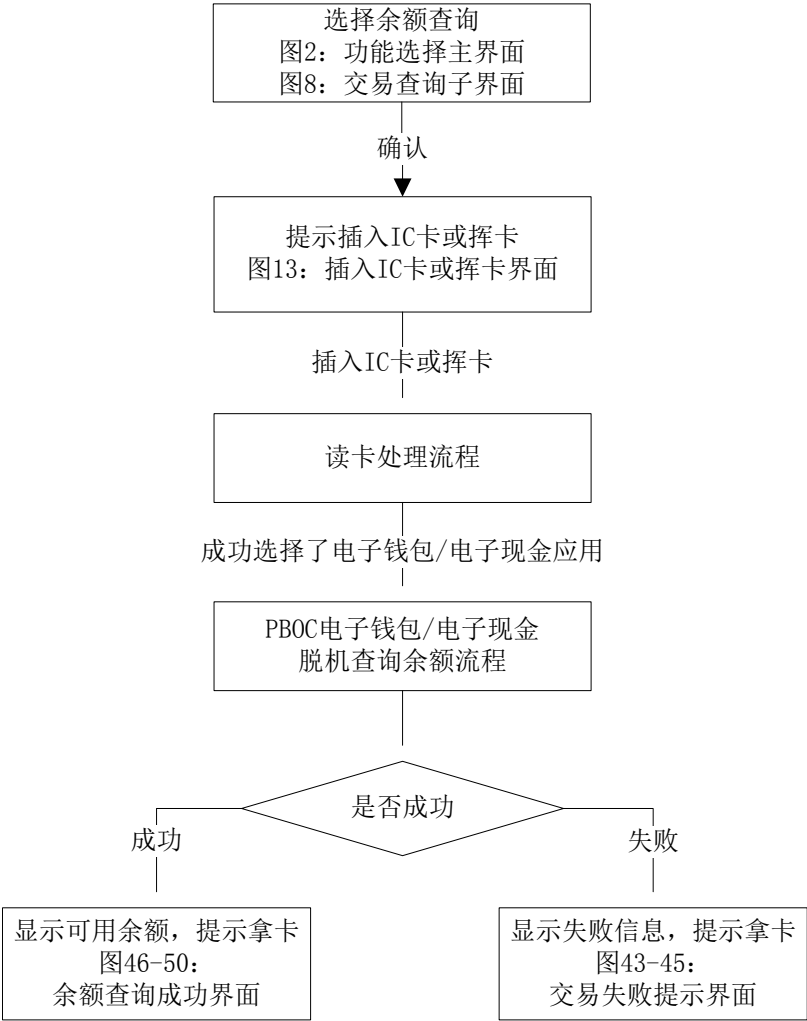 选择余额查询
图2：功能选择主界面
图8：交易查询子界面
确认
提示插入IC卡或挥卡
图13：插入IC卡或挥卡界面
插入IC卡或挥卡
读卡处理流程
成功选择了电子钱包/电子现金应用
PBOC电子钱包/电子现金
脱机查询余额流程
是否成功
成功
失败
显示可用余额，提示拿卡
图46-50：
余额查询成功界面
显示失败信息，提示拿卡
图43-45：
交易失败提示界面